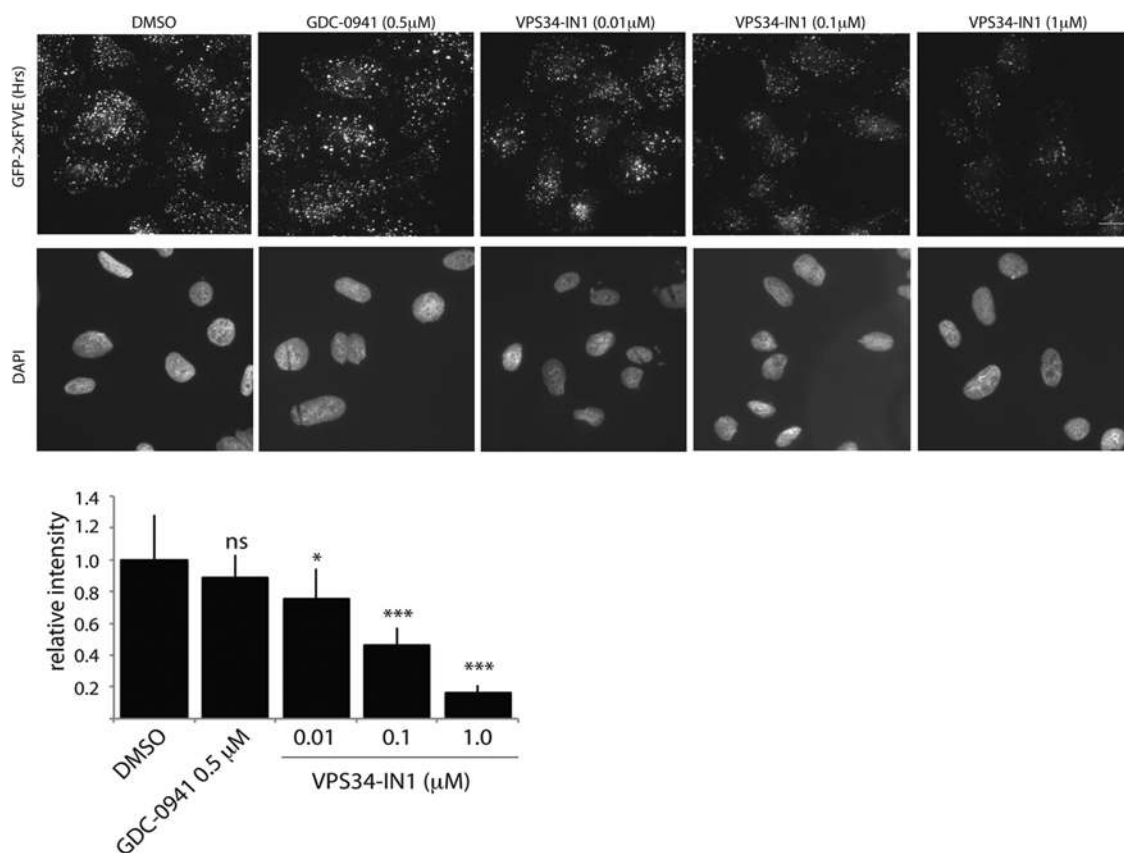 DMSO GDC-0941 (0.5μM) VPS34-IN1 (0.01μM) VPS34-IN1 (0.1μM) VPS34-IN1 (1μM)
GFP-2xFYVE (Hrs)
DAPI
relative intensity
1.4
1.2
1.0
0.8
0.6
0.4
0.2
ns
*
***
***
DMSO
GDC-0941 0.5 μM
0.01 0.1 1.0
VPS34-IN1 (μM)